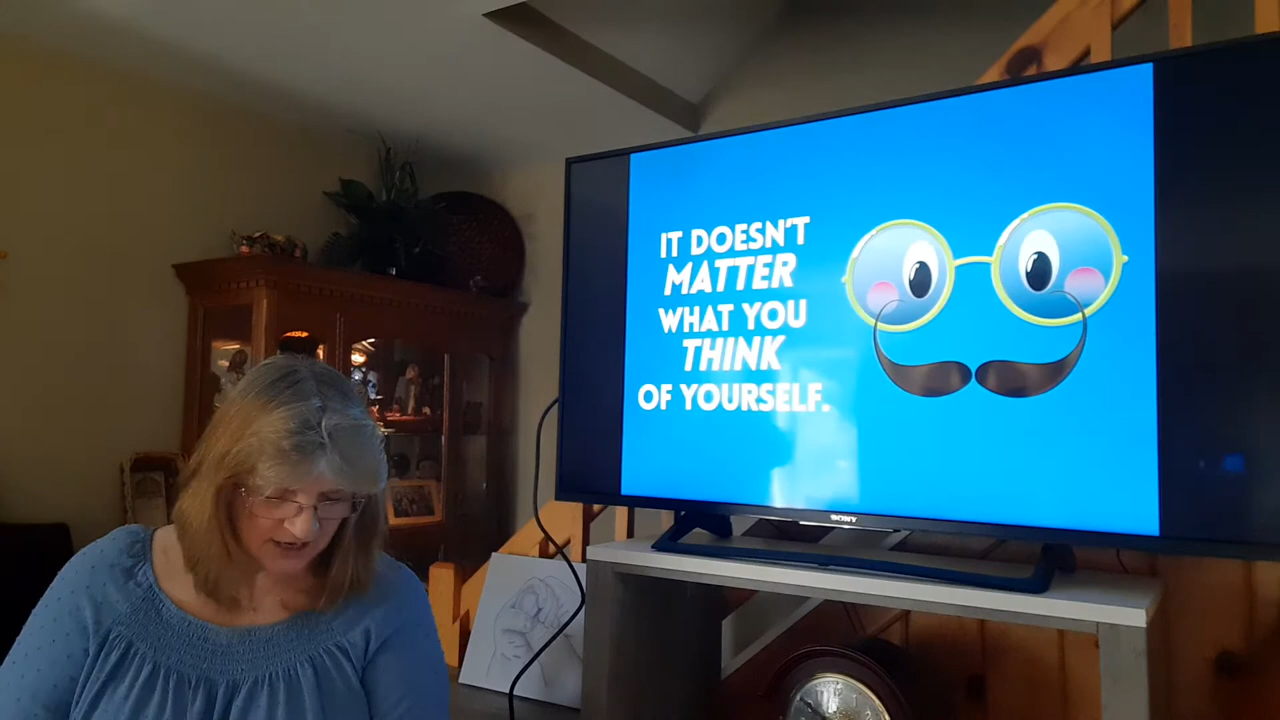 IT DOESN'T
MATTER
WHAT YOU
THINK
OF YOURSELF.
SONY